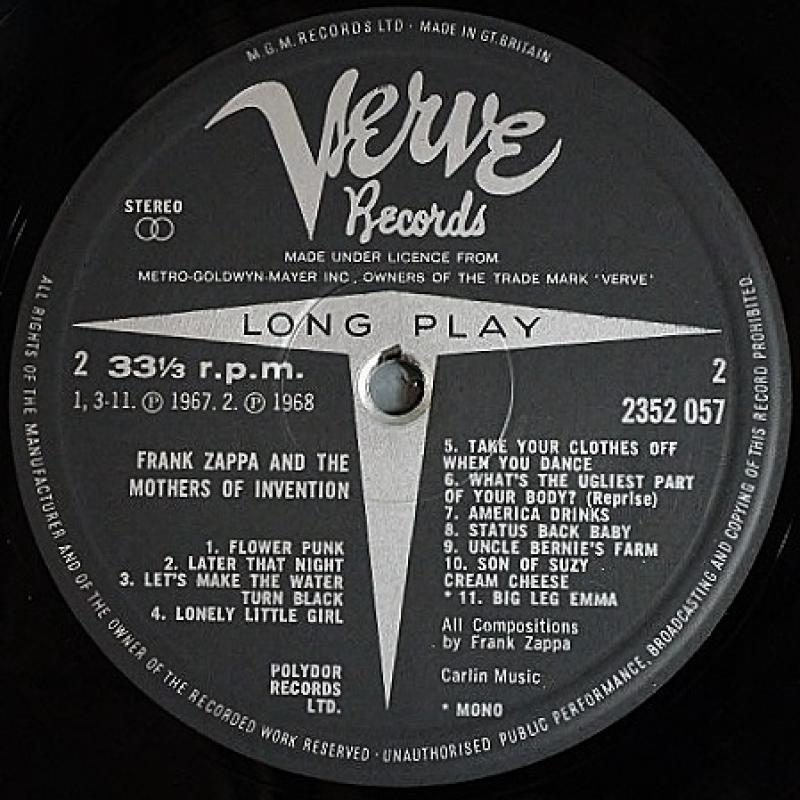 M.G.M. RECORDS LTD · MADE IN GT. BRITAIN
Verve
Records
STEREO
MADE UNDER LICENCE FROM
METRO-GOLDWYN-MAYER INC., OWNERS OF THE TRADE MARK 'VERVE'
LONG PLAY
2 33⅓ r.p.m.
1, 3-11. ℗ 1967. 2. ℗ 1968
2
2352 057
FRANK ZAPPA AND THE
MOTHERS OF INVENTION
1. FLOWER PUNK
2. LATER THAT NIGHT
3. LET'S MAKE THE WATER
TURN BLACK
4. LONELY LITTLE GIRL
POLYDOR
RECORDS
LTD.
5. TAKE YOUR CLOTHES OFF
WHEN YOU DANCE
6. WHAT'S THE UGLIEST PART
OF YOUR BODY? (Reprise)
7. AMERICA DRINKS
8. STATUS BACK BABY
9. UNCLE BERNIE'S FARM
10. SON OF SUZY
CREAM CHEESE
* 11. BIG LEG EMMA
All Compositions
by Frank Zappa
Carlin Music.
* MONO
ALL RIGHTS OF THE MANUFACTURER AND OF THE OWNER OF THE RECORDED WORK RESERVED · UNAUTHORISED PUBLIC PERFORMANCE, BROADCASTING AND COPYING OF THIS RECORD PROHIBITED.